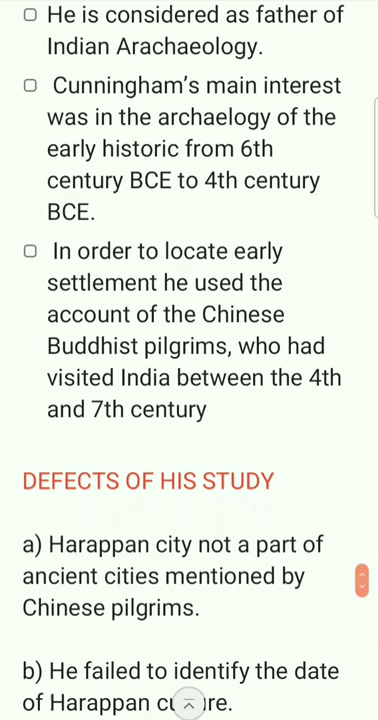 He is considered as father of
Indian Arachaeology.
Cunningham's main interest
was in the archaelogy of the
early historic from 6th
century BCE to 4th century
BCE.
In order to locate early
settlement he used the
account of the Chinese
Buddhist pilgrims, who had
visited India between the 4th
and 7th century
DEFECTS OF HIS STUDY
a) Harappan city not a part of
ancient cities mentioned by
Chinese pilgrims.
b) He failed to identify the date
of Harappan